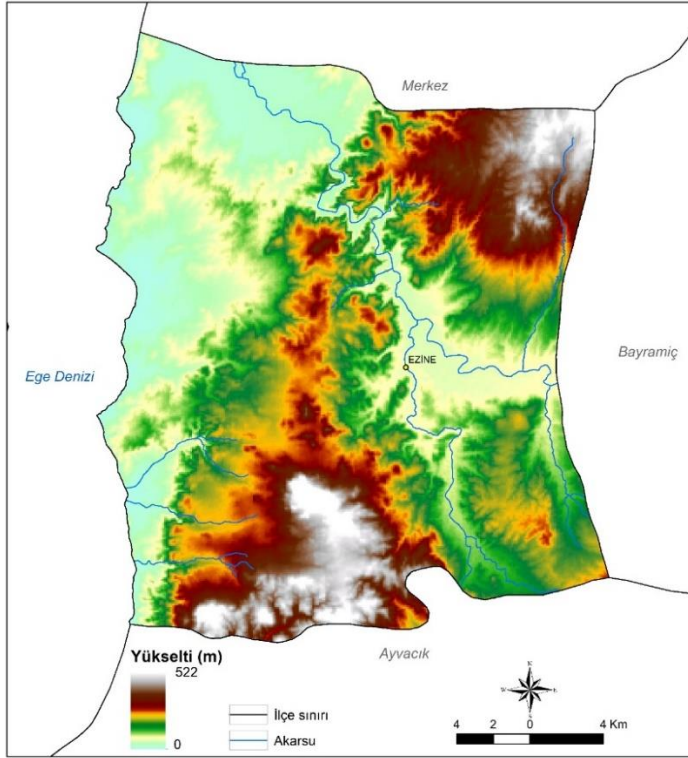 Merkez
EZİNE
Bayramiç
Ege Denizi
Ayvacık
Yükselti (m)
522
0
İlçe sınırı
Akarsu
K
W
E
S
4 2 0 4 Km